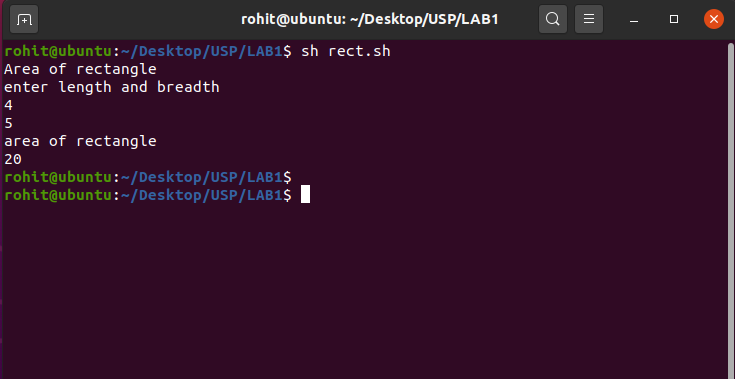 rohit@ubuntu: ~/Desktop/USP/LAB1
rohit@ubuntu:~/Desktop/USP/LAB1$ sh rect.sh
Area of rectangle
enter length and breadth
4
5
area of rectangle
20
rohit@ubuntu:~/Desktop/USP/LAB1$
rohit@ubuntu:~/Desktop/USP/LAB1$